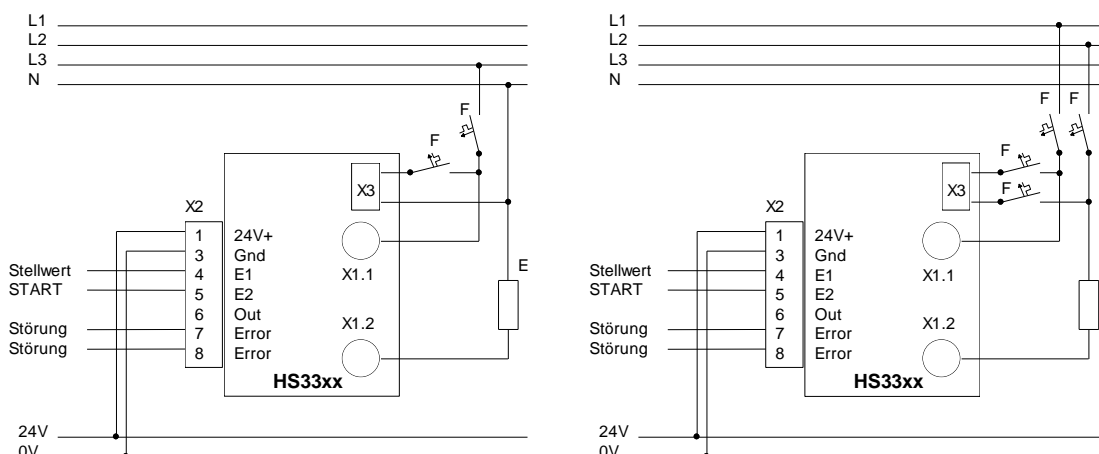 L1
L2
L3
N
F
F
X3
X2
1 24V+
3 Gnd
Stellwert 4 E1
START 5 E2
6 Out
Störung 7 Error
Störung 8 Error
X1.1
X1.2
E
HS33xx
24V
0V
L1
L2
L3
N
F F
F
X3
F
X2
1 24V+
3 Gnd
Stellwert 4 E1
START 5 E2
6 Out
Störung 7 Error
Störung 8 Error
X1.1
X1.2
HS33xx
24V
0V